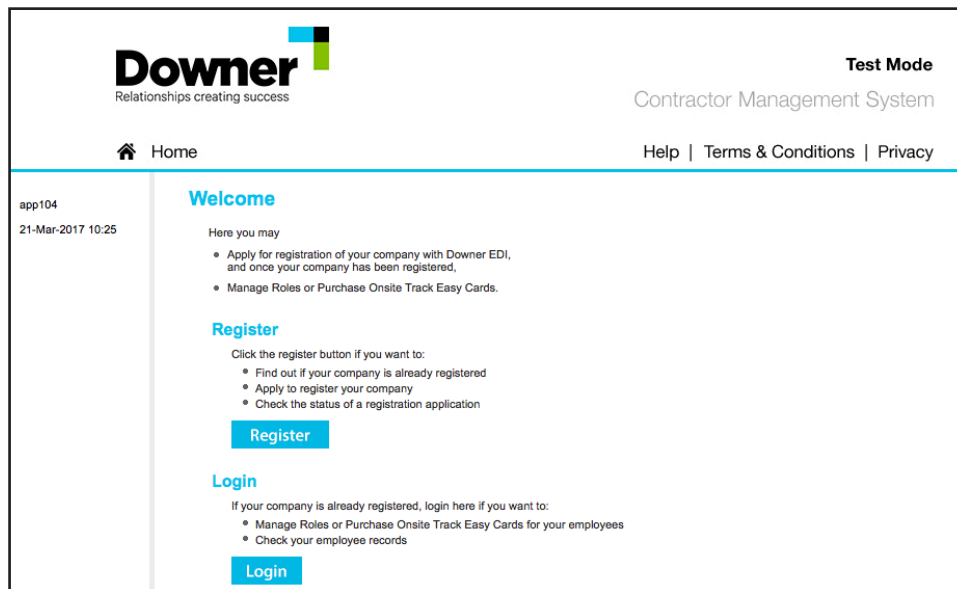 Downer
Relationships creating success
Test Mode
Contractor Management System
Home
Help | Terms & Conditions | Privacy
app104
21-Mar-2017 10:25
Welcome
Here you may
Apply for registration of your company with Downer EDI,
and once your company has been registered,
Manage Roles or Purchase Onsite Track Easy Cards.
Register
Click the register button if you want to:
Find out if your company is already registered
Apply to register your company
Check the status of a registration application
Register
Login
If your company is already registered, login here if you want to:
Manage Roles or Purchase Onsite Track Easy Cards for your employees
Check your employee records
Login